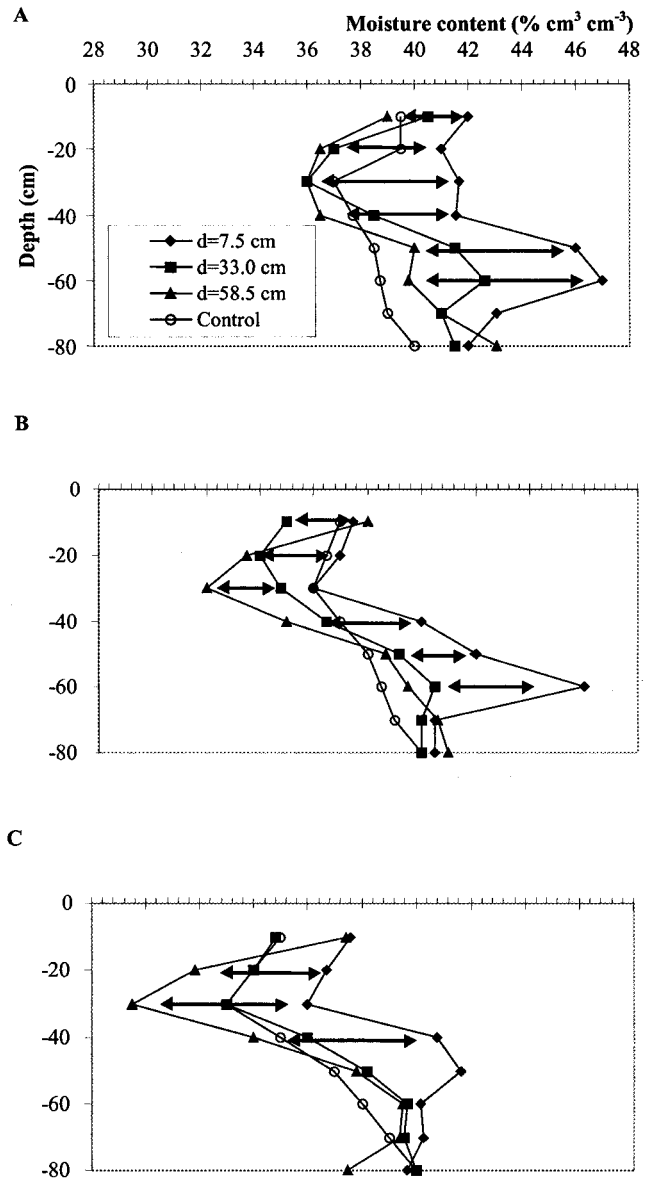 A
Moisture content (% cm³ cm⁻³)
28 30 32 34 36 38 40 42 44 46 48
0
-20
-40
-60
-80
Depth (cm)
d=7.5 cm
d=33.0 cm
d=58.5 cm
Control
B
0
-20
-40
-60
-80
C
0
-20
-40
-60
-80